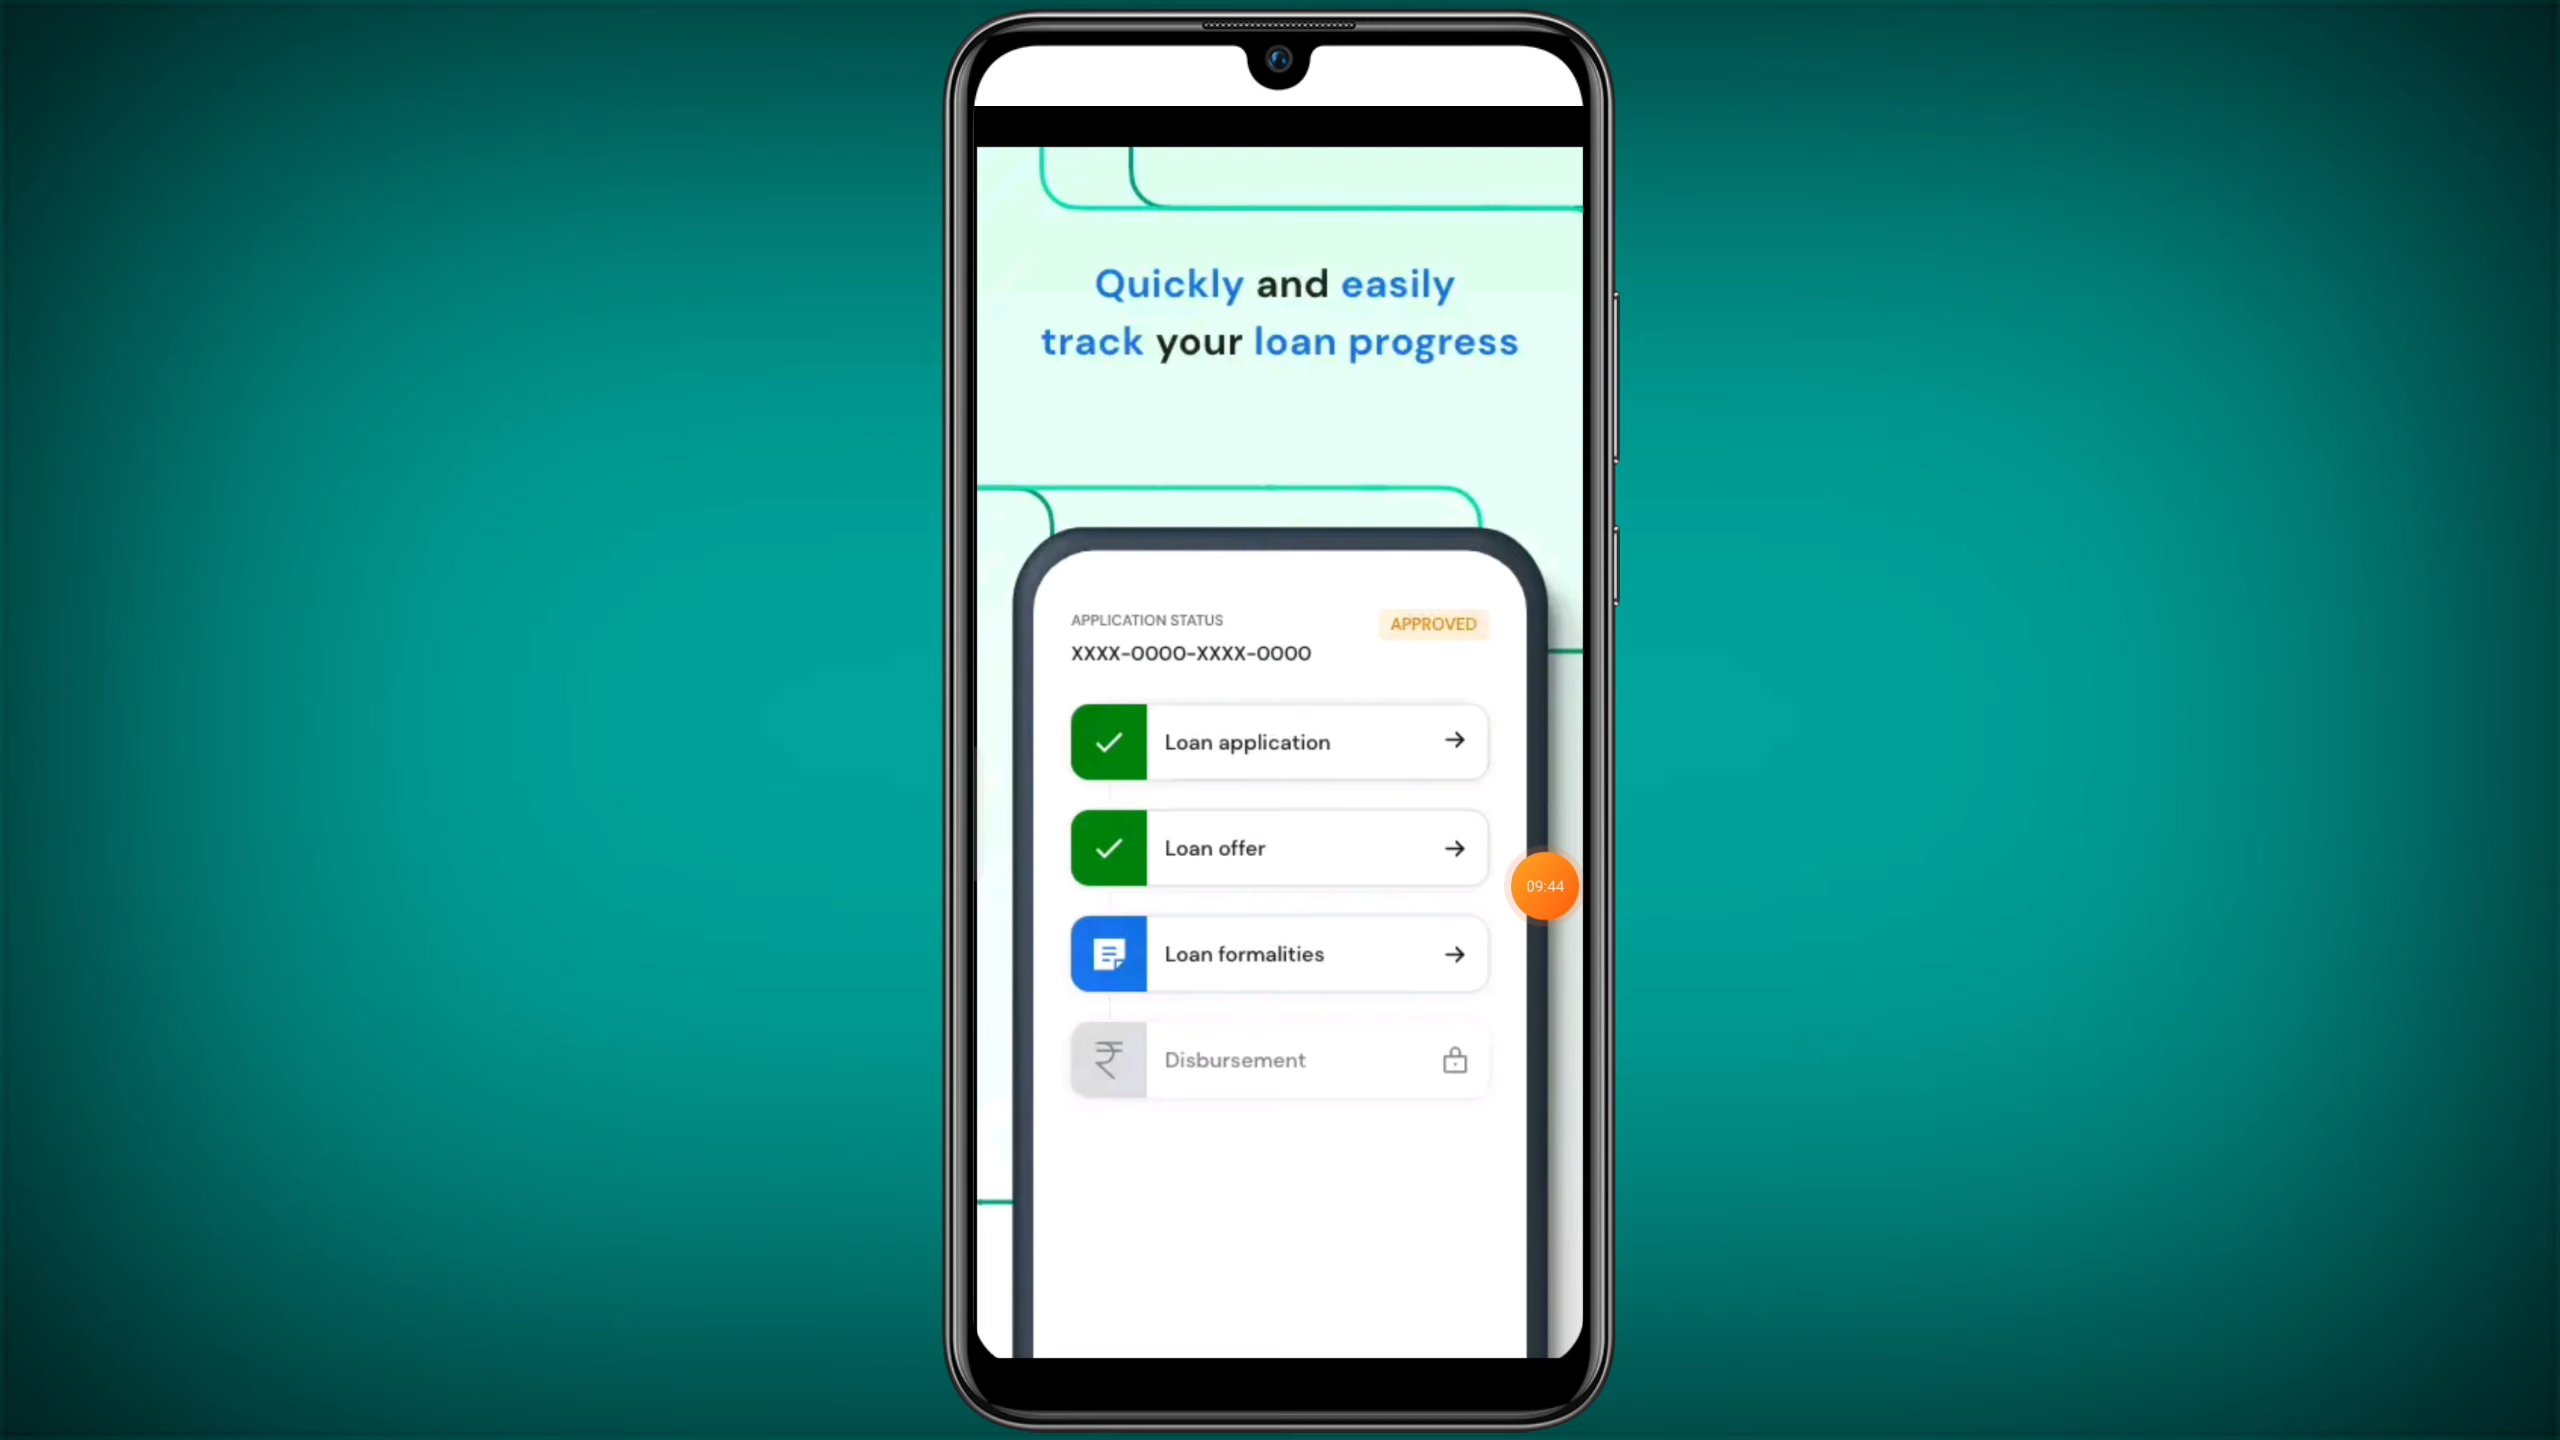 Quickly and easily
track your loan progress
APPLICATION STATUS
APPROVED
XXXX-0000-XXXX-0000
Loan application
Loan offer
09:44
Loan formalities
₹
Disbursement